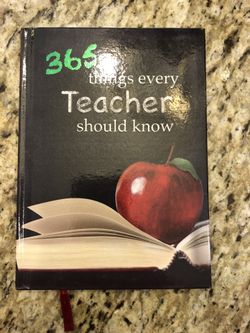 365
things every
Teacher
should know